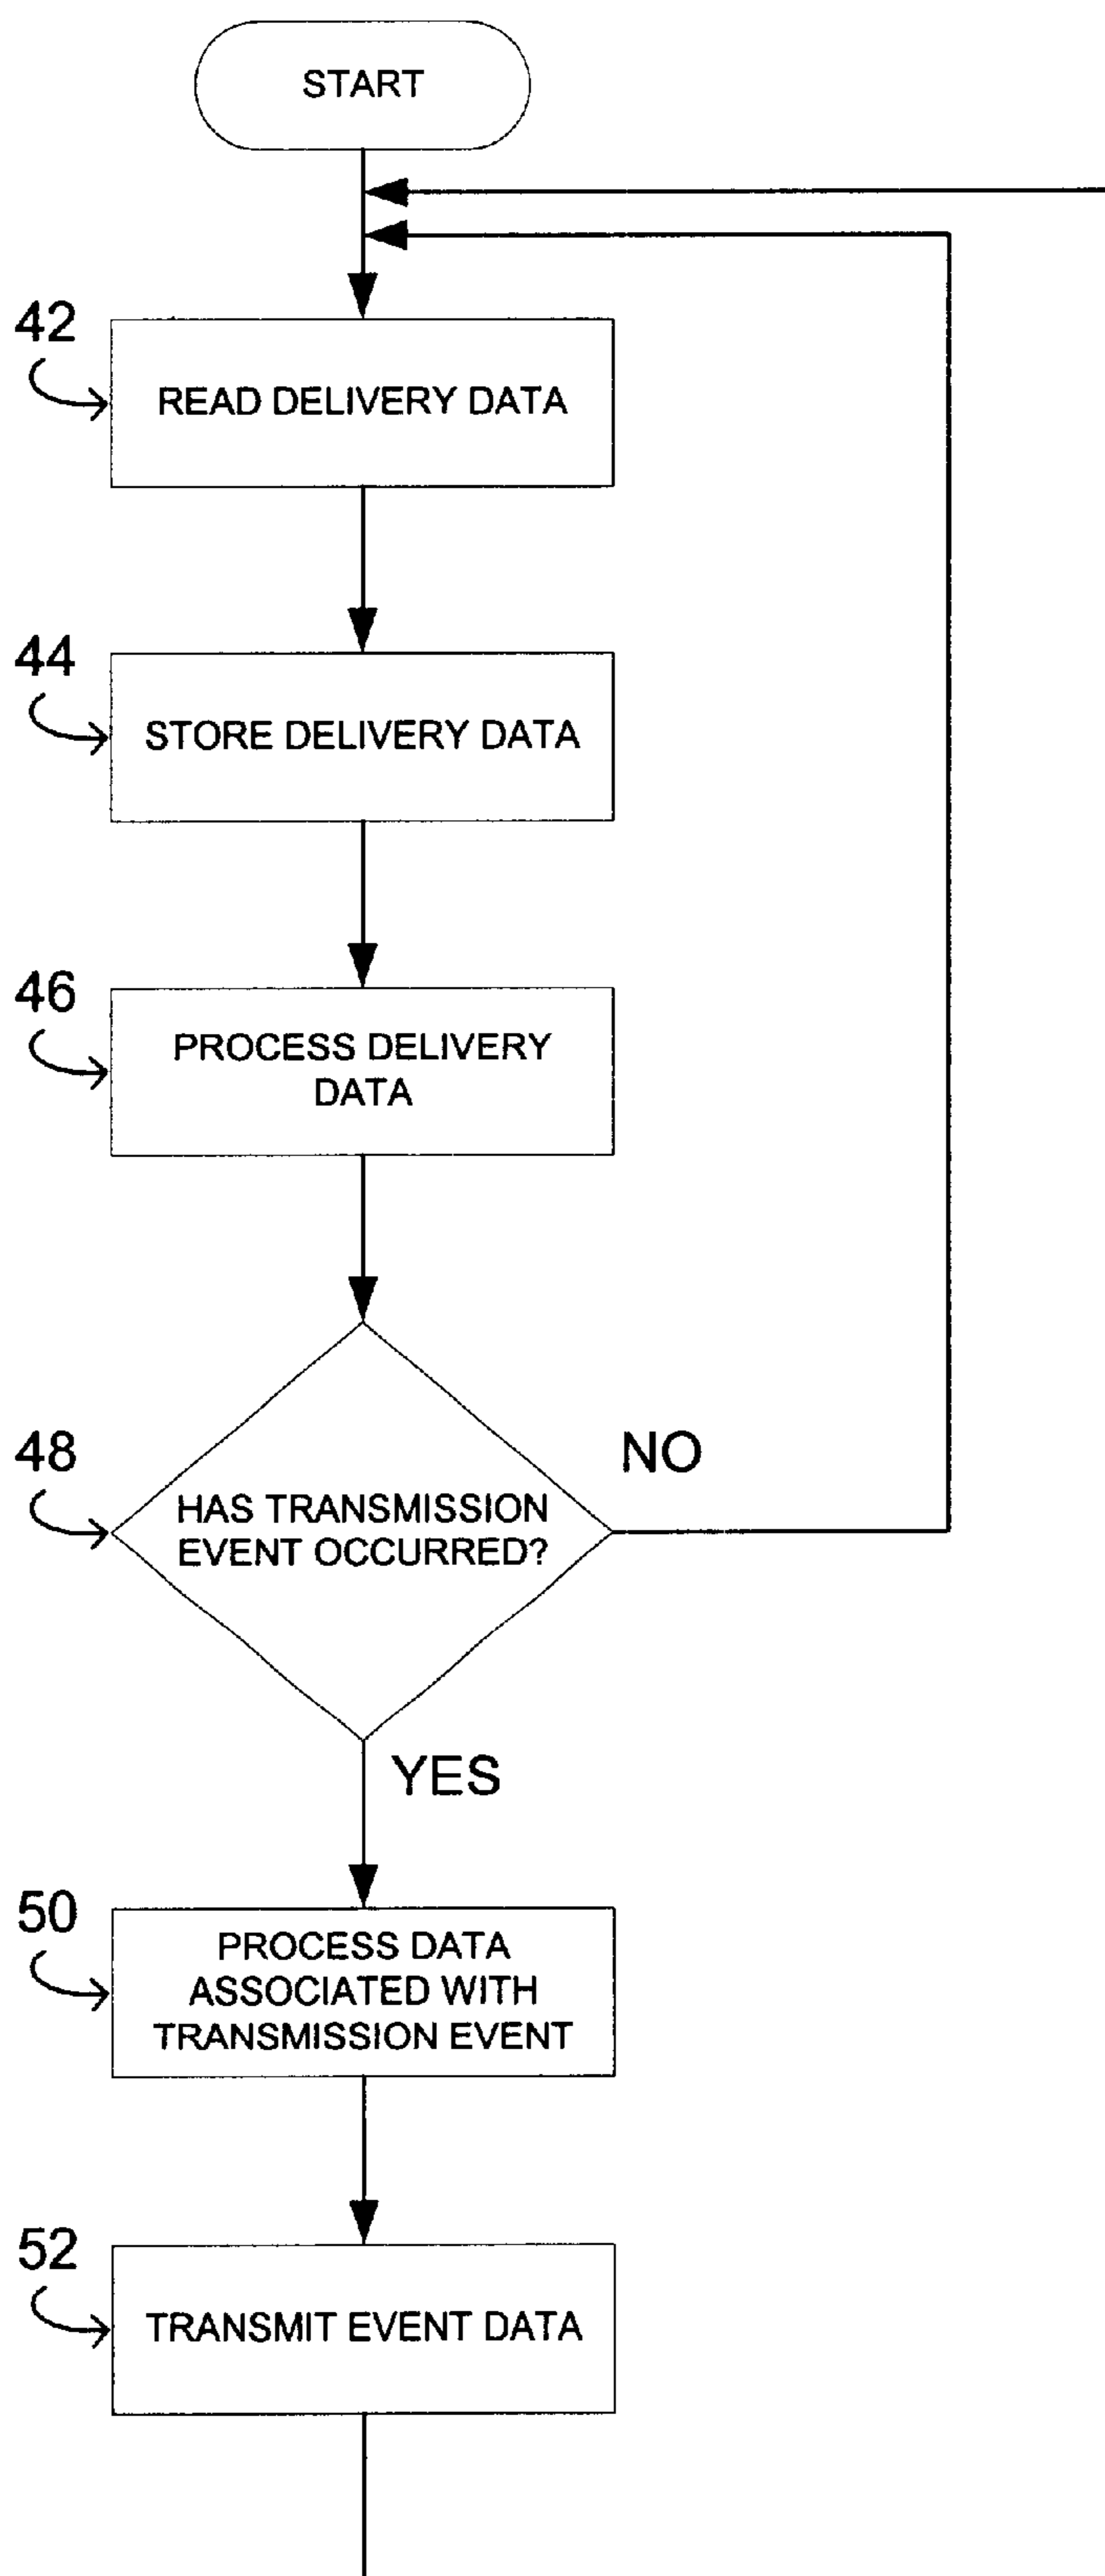 START
42
READ DELIVERY DATA
44
STORE DELIVERY DATA
46
PROCESS DELIVERY
DATA
48
HAS TRANSMISSION
EVENT OCCURRED?
NO
YES
50
PROCESS DATA
ASSOCIATED WITH
TRANSMISSION EVENT
52
TRANSMIT EVENT DATA